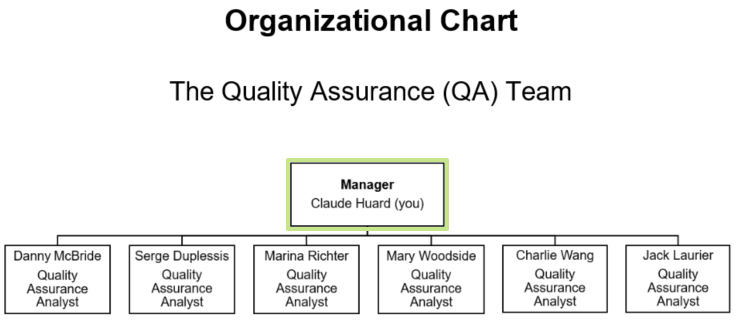 Organizational Chart
The Quality Assurance (QA) Team
Manager
Claude Huard (you)
Danny McBride
Quality
Assurance
Analyst
Serge Duplessis
Quality
Assurance
Analyst
Marina Richter
Quality
Assurance
Analyst
Mary Woodside
Quality
Assurance
Analyst
Charlie Wang
Quality
Assurance
Analyst
Jack Laurier
Quality
Assurance
Analyst